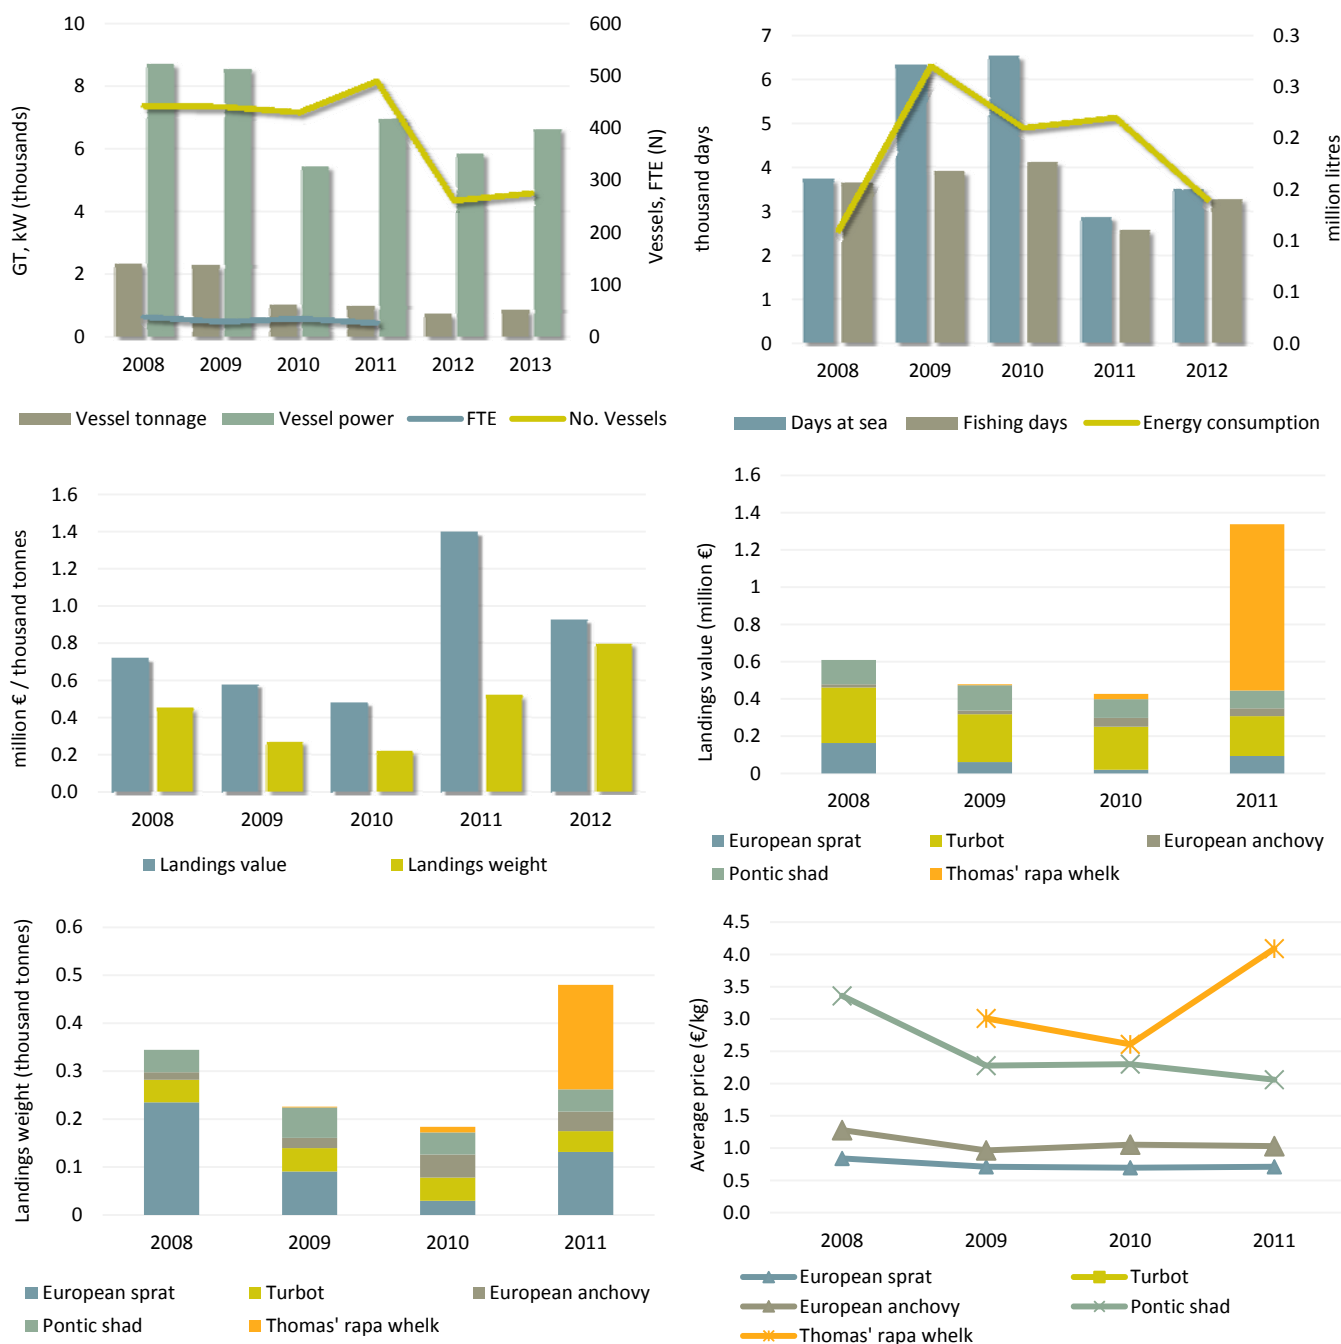 10
8
6
4
2
0
GT, kW (thousands)
600
500
400
300
200
100
0
Vessels, FTE (N)
2008 2009 2010 2011 2012 2013
Vessel tonnage Vessel power FTE No. Vessels
7
6
5
4
3
2
1
0
thousand days
0.3
0.3
0.2
0.2
0.1
0.1
0.0
million litres
2008 2009 2010 2011 2012
Days at sea Fishing days Energy consumption
1.6
1.4
1.2
1.0
0.8
0.6
0.4
0.2
0.0
million € / thousand tonnes
2008 2009 2010 2011 2012
Landings value Landings weight
1.6
1.4
1.2
1
0.8
0.6
0.4
0.2
0
Landings value (million €)
2008 2009 2010 2011
European sprat Turbot European anchovy
Pontic shad Thomas' rapa whelk
0.6
0.5
0.4
0.3
0.2
0.1
0
Landings weight (thousand tonnes)
2008 2009 2010 2011
European sprat Turbot European anchovy
Pontic shad Thomas' rapa whelk
4.5
4.0
3.5
3.0
2.5
2.0
1.5
1.0
0.5
0.0
Average price (€/kg)
2008 2009 2010 2011
European sprat Turbot
European anchovy Pontic shad
Thomas' rapa whelk